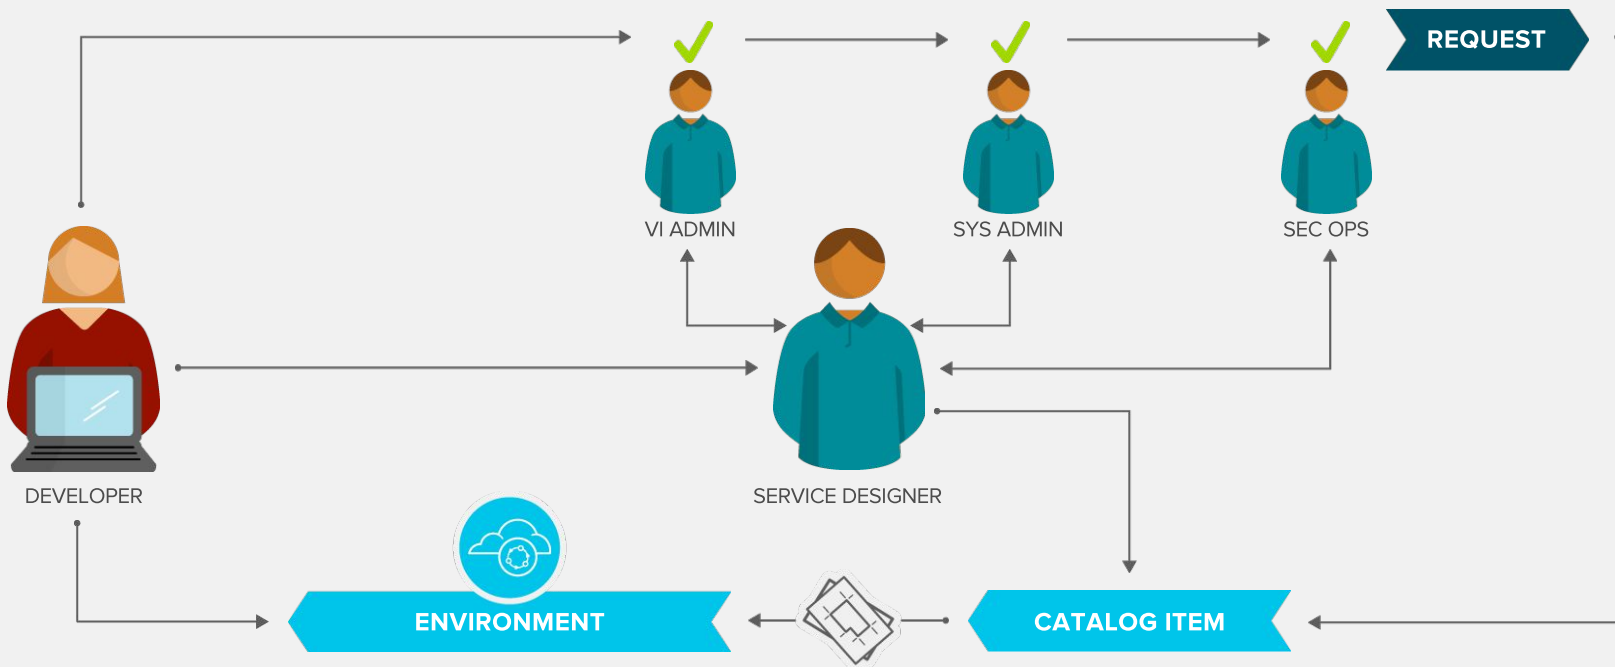 REQUEST
VI ADMIN
SYS ADMIN
SEC OPS
DEVELOPER
SERVICE DESIGNER
ENVIRONMENT
CATALOG ITEM